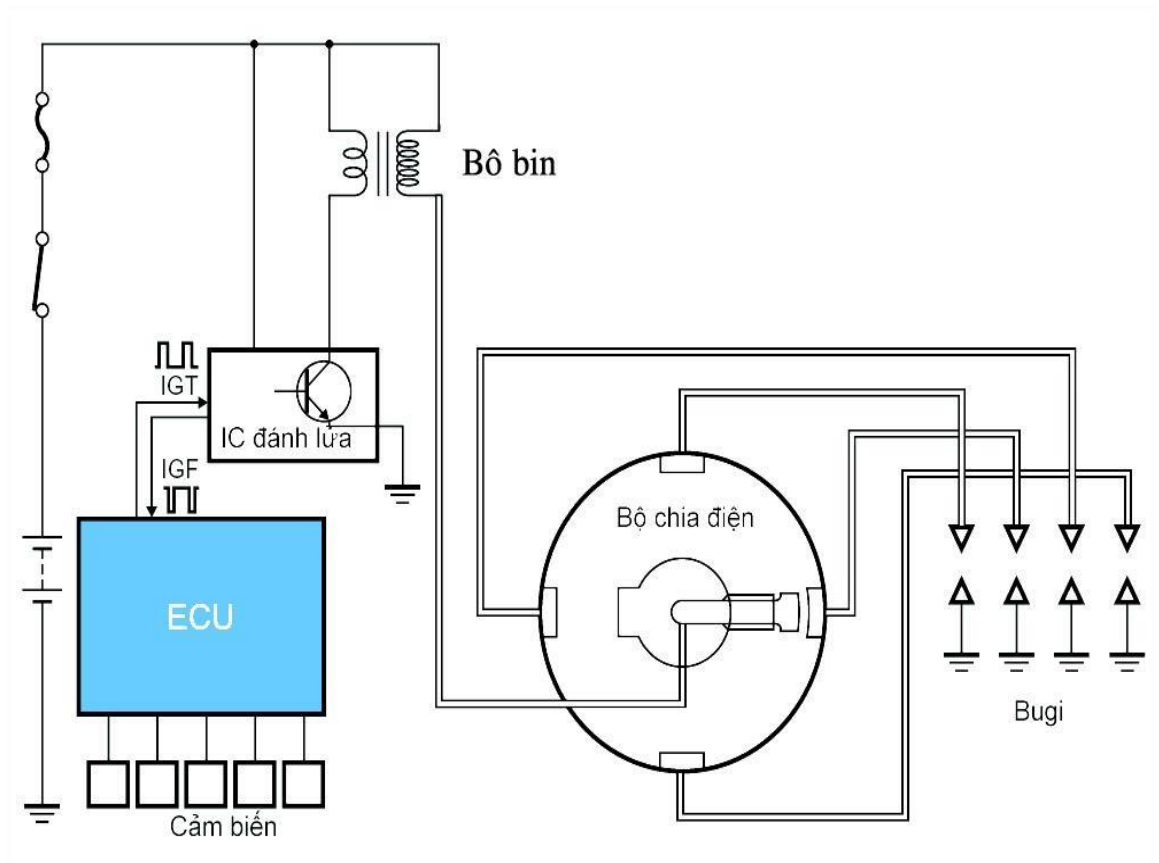 Bô bin
IGT
IC đánh lửa
IGF
Bộ chia điện
ECU
Bugi
Cảm biến